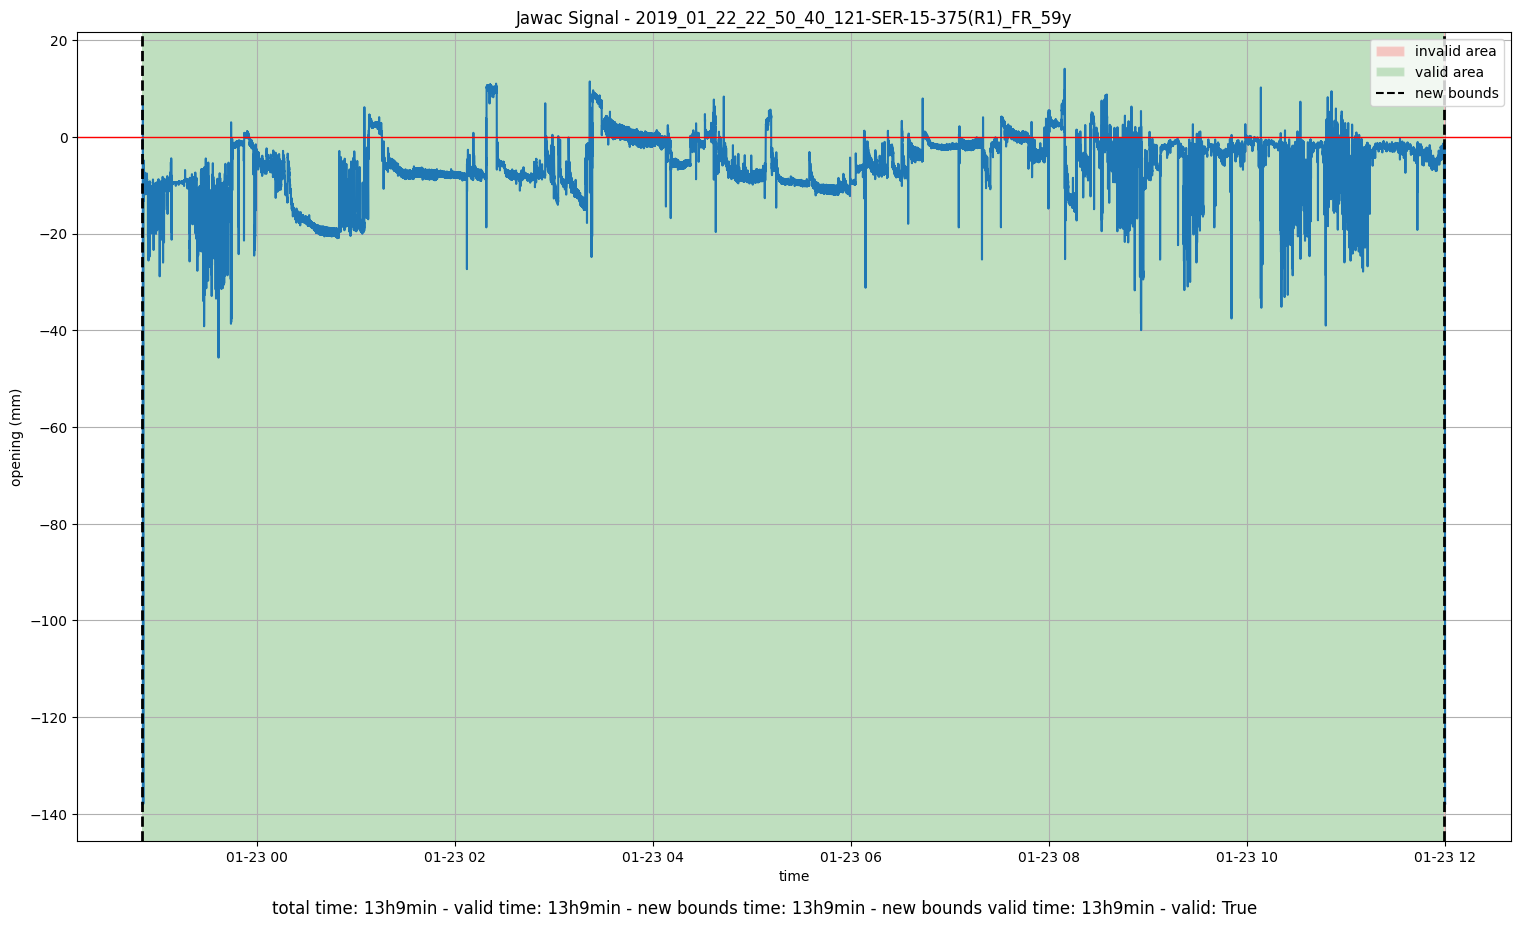 Jawac Signal - 2019_01_22_22_50_40_121-SER-15-375(R1)_FR_59y
invalid area
valid area
new bounds
20
0
−20
−40
−60
−80
−100
−120
−140
opening (mm)
01-23 00
01-23 02
01-23 04
01-23 06
01-23 08
01-23 10
01-23 12
time
total time: 13h9min - valid time: 13h9min - new bounds time: 13h9min - new bounds valid time: 13h9min - valid: True